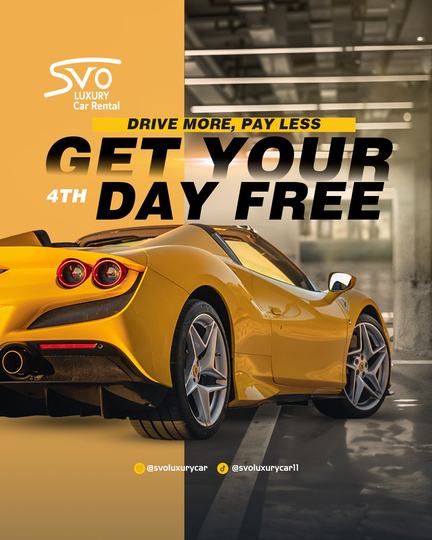 SVO
LUXURY
Car Rental
DRIVE MORE, PAY LESS
GET YOUR
4TH DAY FREE
@svoluxurycar @svoluxurycar11